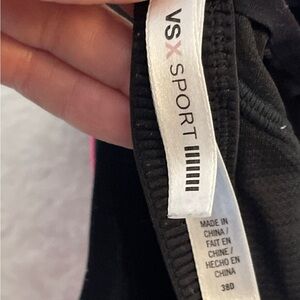 VSX SPORT
MADE IN
CHINA /
FAIT EN
CHINE /
HECHO EN
CHINA
38D